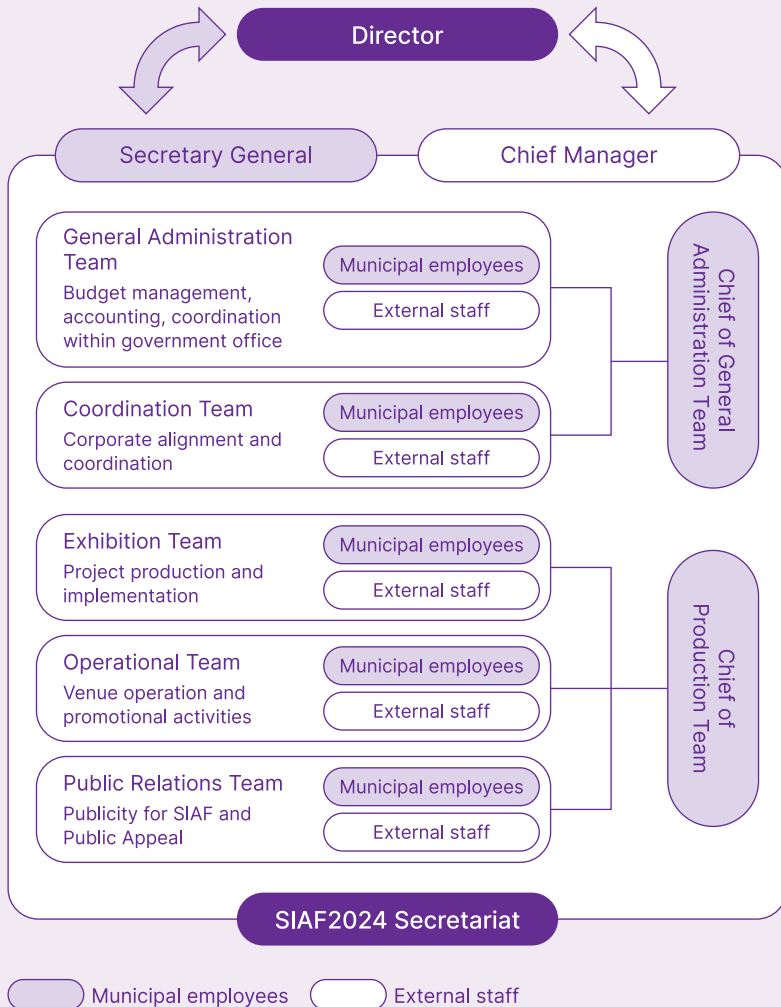 Director
Secretary General
Chief Manager
General Administration
Team
Budget management,
accounting, coordination
within government office
Municipal employees
External staff
Coordination Team
Corporate alignment and
coordination
Municipal employees
External staff
Chief of General
Administration Team
Exhibition Team
Project production and
implementation
Municipal employees
External staff
Operational Team
Venue operation and
promotional activities
Municipal employees
External staff
Public Relations Team
Publicity for SIAF and
Public Appeal
Municipal employees
External staff
Chief of
Production Team
SIAF2024 Secretariat
Municipal employees
External staff